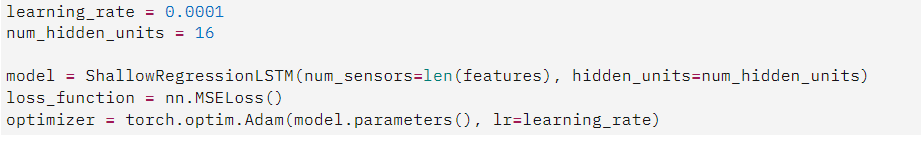 learning_rate = 0.0001
num_hidden_units = 16
model = ShallowRegressionLSTM(num_sensors=len(features), hidden_units=num_hidden_units)
loss_function = nn.MSELoss()
optimizer = torch.optim.Adam(model.parameters(), lr=learning_rate)